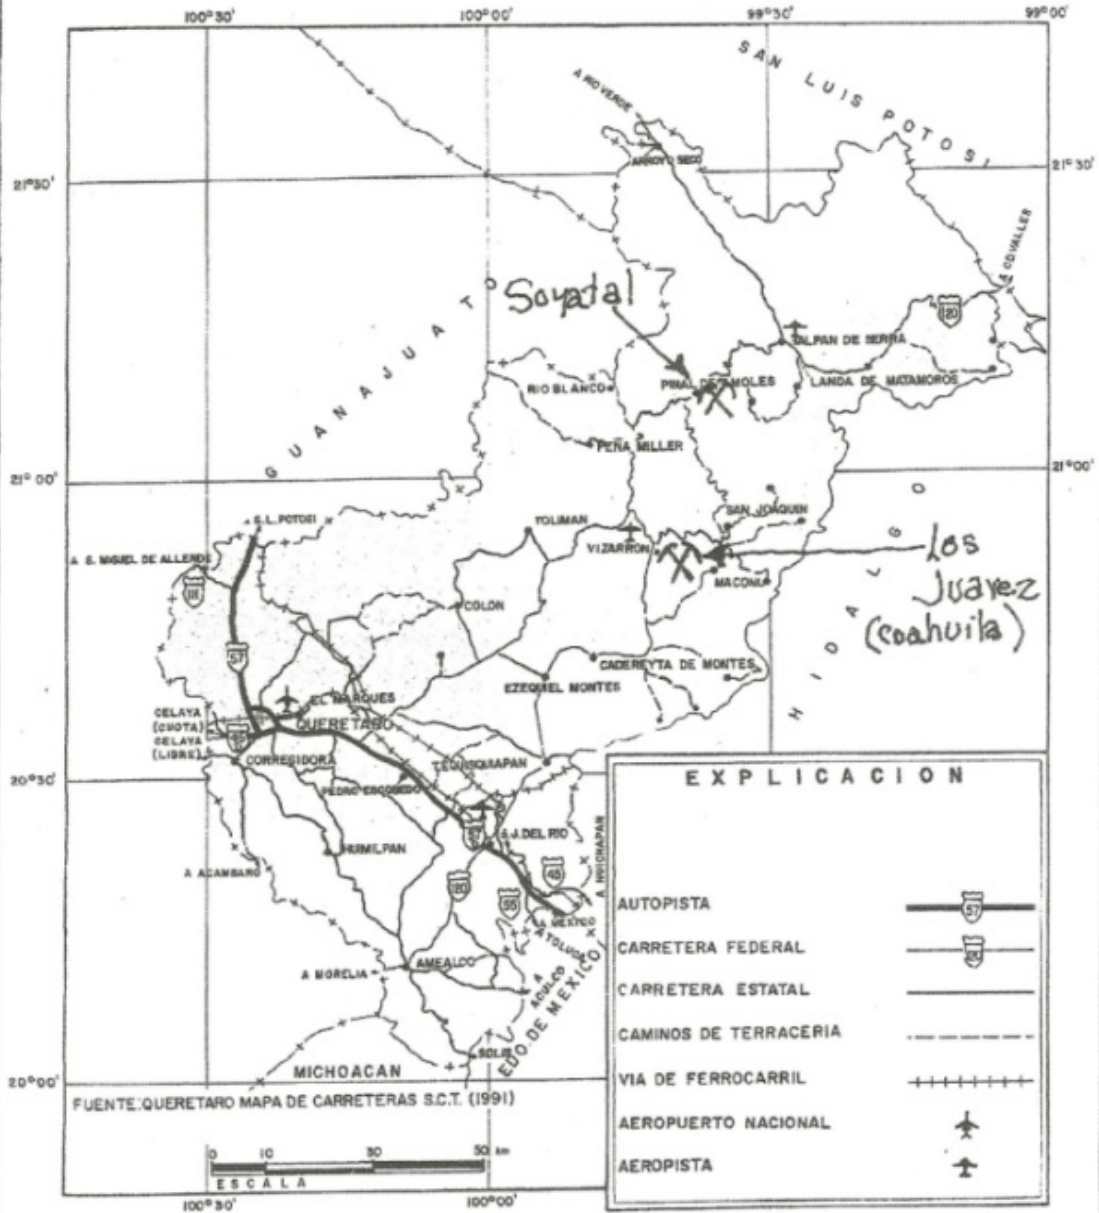 100°30'
100°00'
99°30'
99°00'
SAN LUIS POTOSI
A RIO VERDE
ARROYO SECO
21°30'
21°30'
A CD. VALLES
Soyatal
120
JALPAN DE SERRA
GUANAJUATO
RIO BLANCO
PINAL DE AMOLES
LANDA DE MATAMOROS
PEÑA MILLER
21°00'
21°00'
S.L. POTOSI
TOLIMAN
SAN JOAQUIN
A S. MIGUEL DE ALLENDE
VIZARRON
Los
Juarez
(coahuila)
111
MACONI
HIDALGO
COLON
57
CADEREYTA DE MONTES
EZEQUIEL MONTES
EL MARQUES
CELAYA
(CUOTA)
QUERETARO
CELAYA
(LIBRE)
45
CORREGIDORA
TEQUISQUIAPAN
20°30'
PEDRO ESCOBEDO
57
S.J. DEL RIO
A HUICHAPAN
HUIMILPAN
A ACAMBARO
120
55
45
A MEXICO
A TOLUCA
AMEALCO
A MORELIA
A
ACULCO
EDO. DE MEXICO
SOLIS
MICHOACAN
20°00'
FUENTE: QUERETARO MAPA DE CARRETERAS S.C.T. (1991)
0 10 30 50 km
ESCALA
100°30'
100°00'
EXPLICACION
AUTOPISTA 57
CARRETERA FEDERAL 120
CARRETERA ESTATAL
CAMINOS DE TERRACERIA
VIA DE FERROCARRIL
AEROPUERTO NACIONAL
AEROPISTA